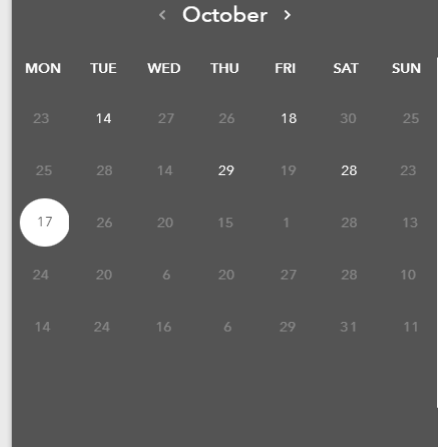 ‹ October ›
MON TUE WED THU FRI SAT SUN
23 14 27 26 18 30 25
25 28 14 29 19 28 23
17 26 20 15 1 28 13
24 20 6 20 27 28 10
14 24 16 6 29 31 11